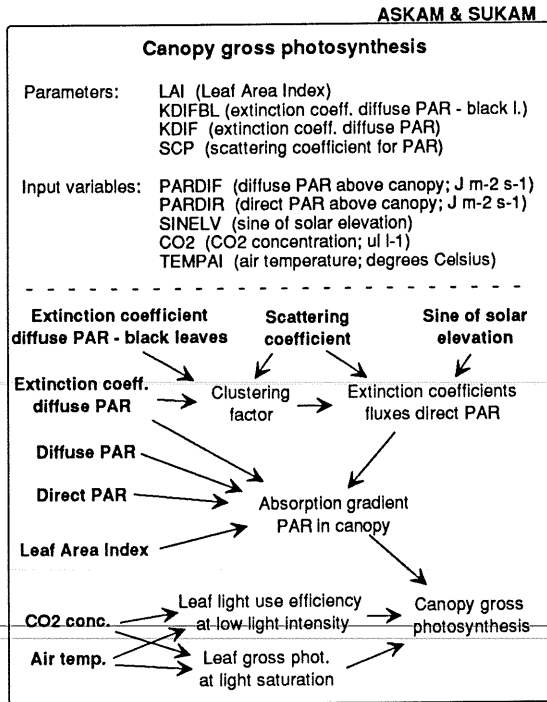 ASKAM & SUKAM
Canopy gross photosynthesis
Parameters: LAI (Leaf Area Index)
KDIFBL (extinction coeff. diffuse PAR - black l.)
KDIF (extinction coeff. diffuse PAR)
SCP (scattering coefficient for PAR)
Input variables: PARDIF (diffuse PAR above canopy; J m-2 s-1)
PARDIR (direct PAR above canopy; J m-2 s-1)
SINELV (sine of solar elevation)
CO2 (CO2 concentration; ul l-1)
TEMPAI (air temperature; degrees Celsius)
Extinction coefficient
diffuse PAR - black leaves
Scattering
coefficient
Sine of solar
elevation
Extinction coeff.
diffuse PAR
Clustering
factor
Extinction coefficients
fluxes direct PAR
Diffuse PAR
Direct PAR
Leaf Area Index
Absorption gradient
PAR in canopy
CO2 conc.
Air temp.
Leaf light use efficiency
at low light intensity
Leaf gross phot.
at light saturation
Canopy gross
photosynthesis